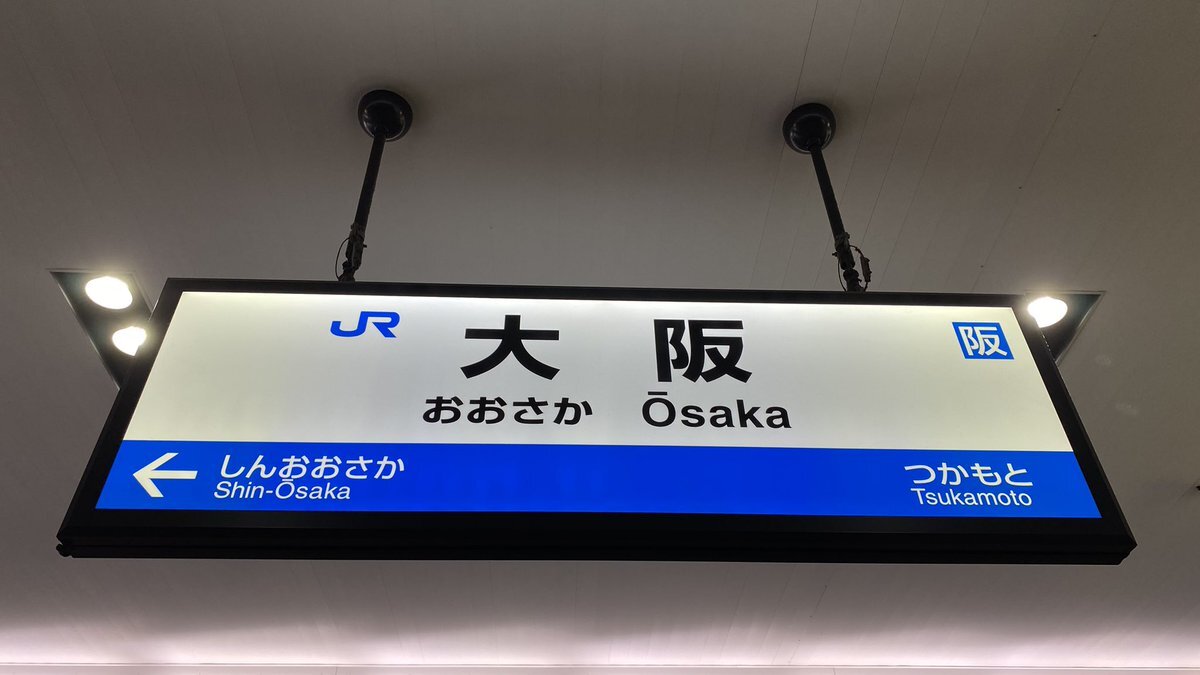 JR 大阪 阪
おおさか Ōsaka
← しんおおさか つかもと
Shin-Ōsaka Tsukamoto